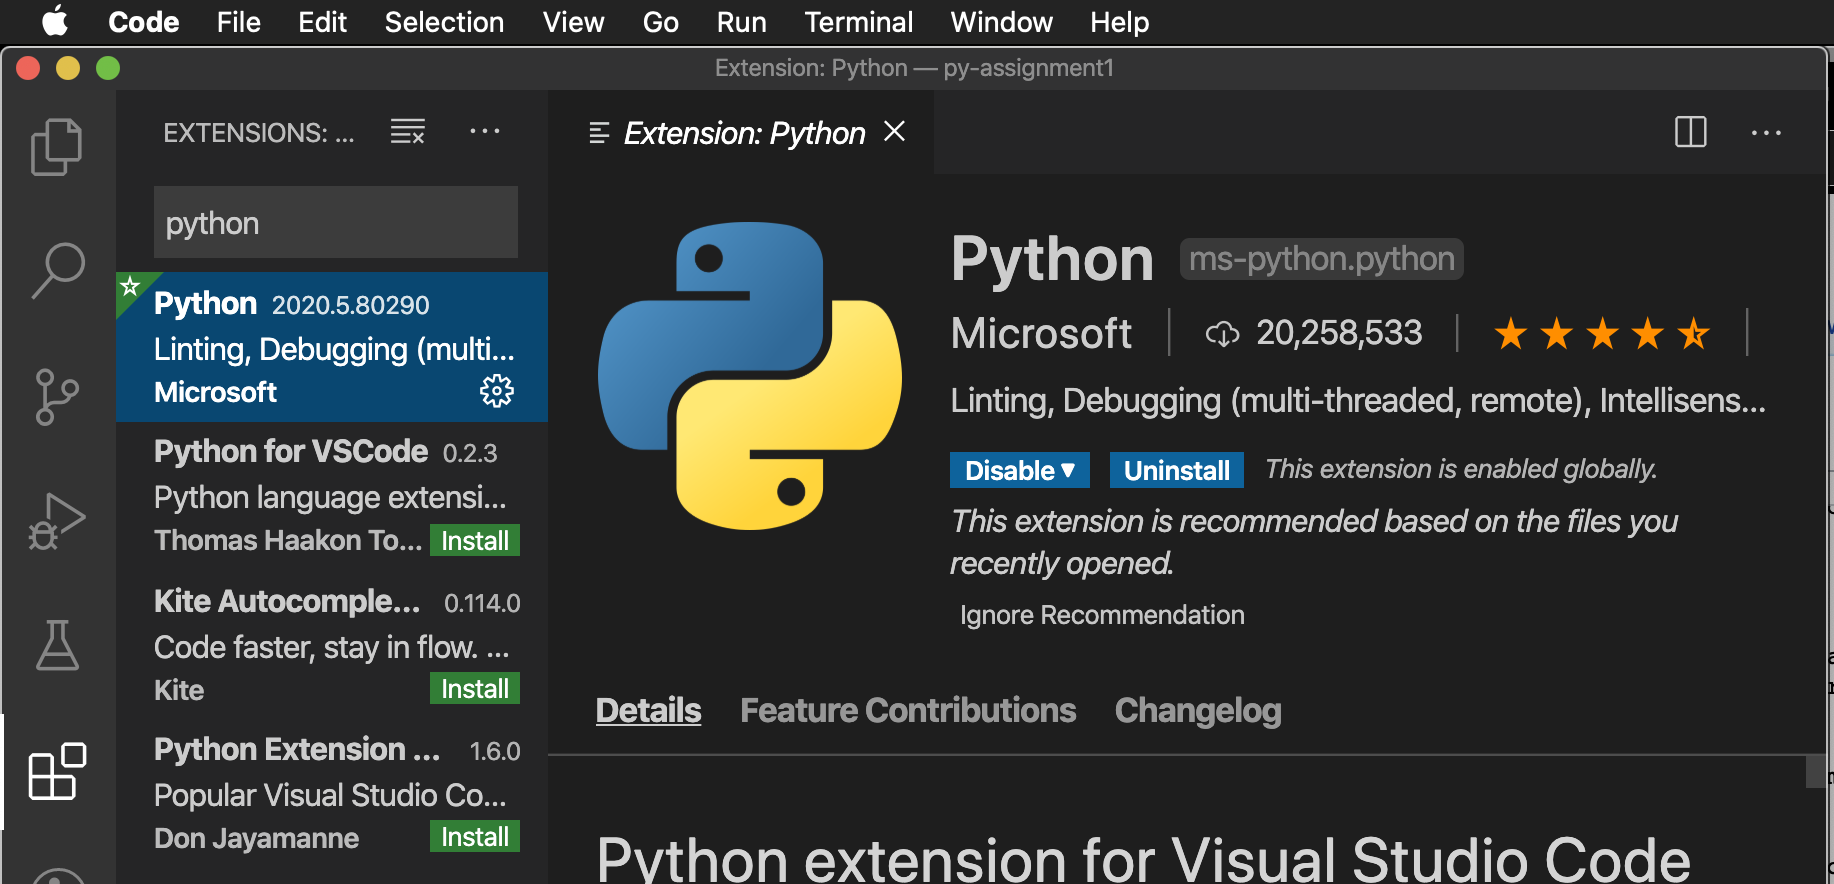 Code File Edit Selection View Go Run Terminal Window Help
Extension: Python — py-assignment1
EXTENSIONS: ...
python
Python 2020.5.80290
Linting, Debugging (multi...
Microsoft
Python for VSCode 0.2.3
Python language extensi...
Thomas Haakon To... Install
Kite Autocomple... 0.114.0
Code faster, stay in flow. ...
Kite Install
Python Extension ... 1.6.0
Popular Visual Studio Co...
Don Jayamanne Install
Extension: Python
Python ms-python.python
Microsoft 20,258,533
Linting, Debugging (multi-threaded, remote), Intellisens...
Disable Uninstall This extension is enabled globally.
This extension is recommended based on the files you
recently opened.
Ignore Recommendation
Details Feature Contributions Changelog
Python extension for Visual Studio Code